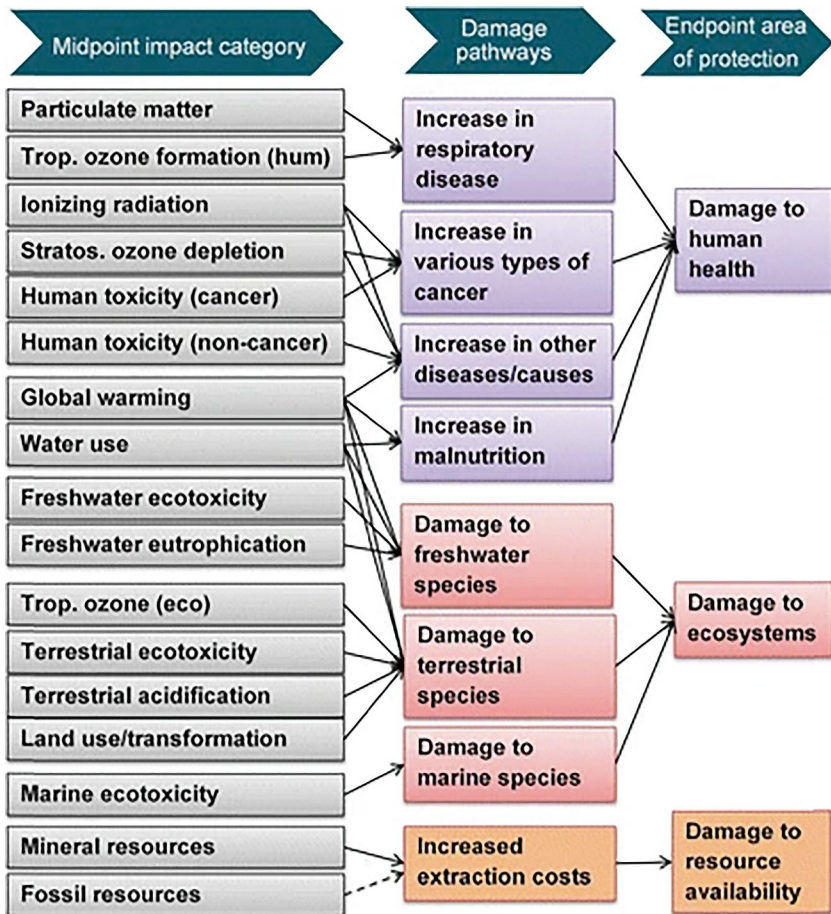 Midpoint impact category
Damage
pathways
Endpoint area
of protection
Particulate matter
Trop. ozone formation (hum)
Ionizing radiation
Stratos. ozone depletion
Human toxicity (cancer)
Human toxicity (non-cancer)
Global warming
Water use
Freshwater ecotoxicity
Freshwater eutrophication
Trop. ozone (eco)
Terrestrial ecotoxicity
Terrestrial acidification
Land use/transformation
Marine ecotoxicity
Mineral resources
Fossil resources
Increase in
respiratory
disease
Increase in
various types of
cancer
Increase in other
diseases/causes
Increase in
malnutrition
Damage to
freshwater
species
Damage to
terrestrial
species
Damage to
marine species
Increased
extraction costs
Damage to
human
health
Damage to
ecosystems
Damage to
resource
availability